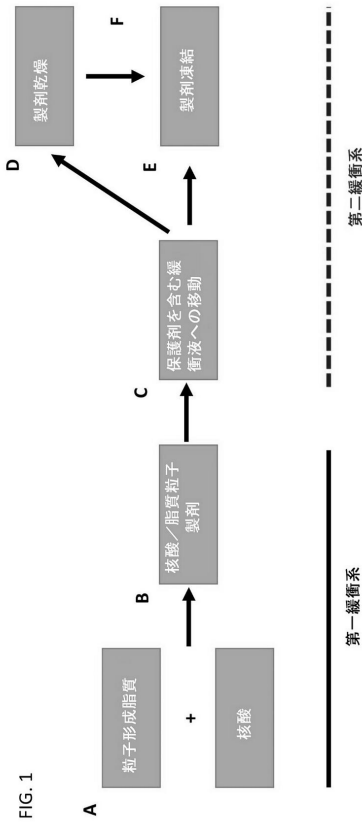 FIG. 1
A
粒子形成脂質
+
核酸
B
核酸／脂質粒子
製剤
C
保護剤を含む緩
衝液への移動
D
製剤乾燥
E
製剤凍結
F
第一緩衝系
第二緩衝系